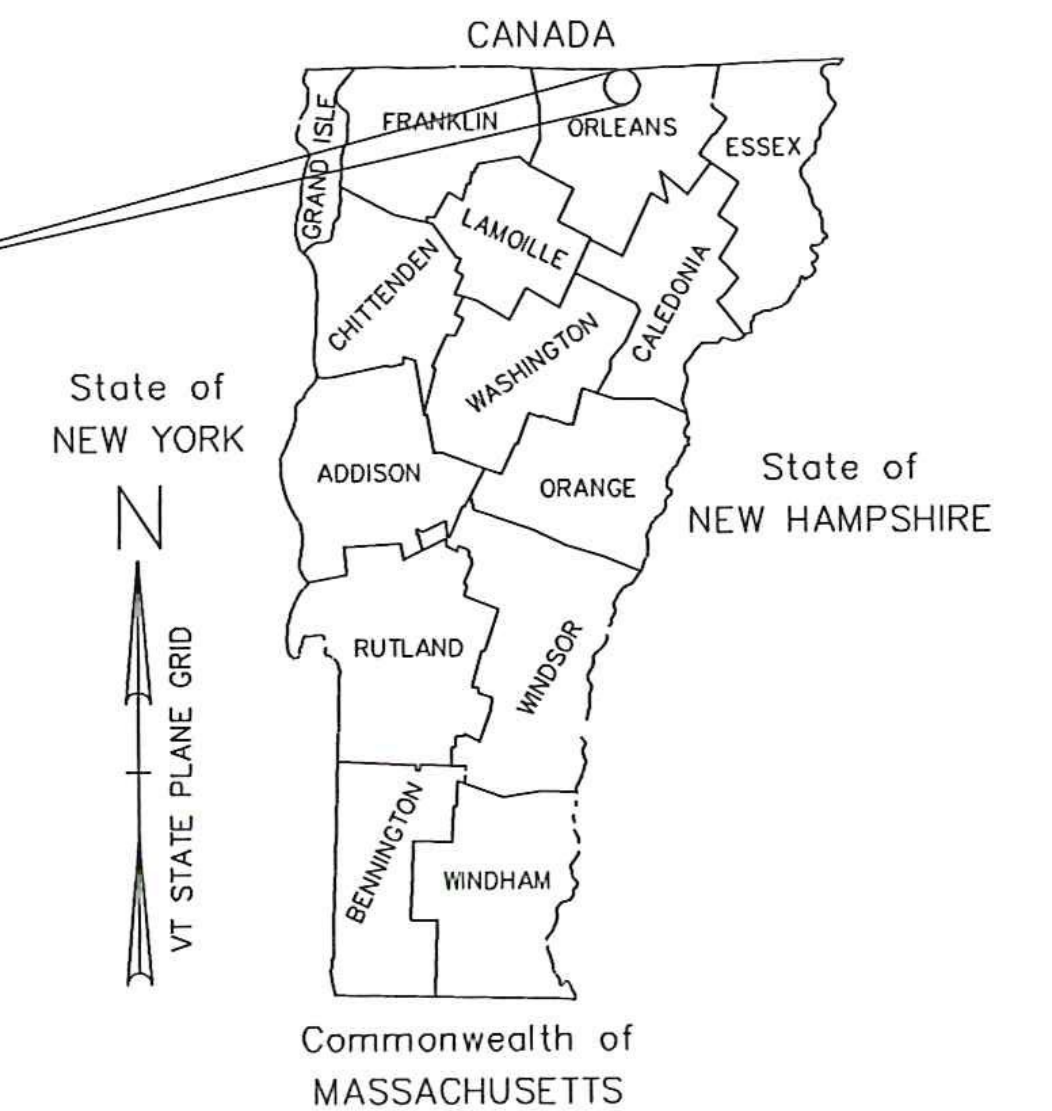 CANADA
GRAND ISLE
FRANKLIN
ORLEANS
ESSEX
LAMOILLE
CHITTENDEN
CALEDONIA
WASHINGTON
State of
NEW YORK
ADDISON
ORANGE
State of
NEW HAMPSHIRE
N
RUTLAND
WINDSOR
VT STATE PLANE GRID
BENNINGTON
WINDHAM
Commonwealth of
MASSACHUSETTS